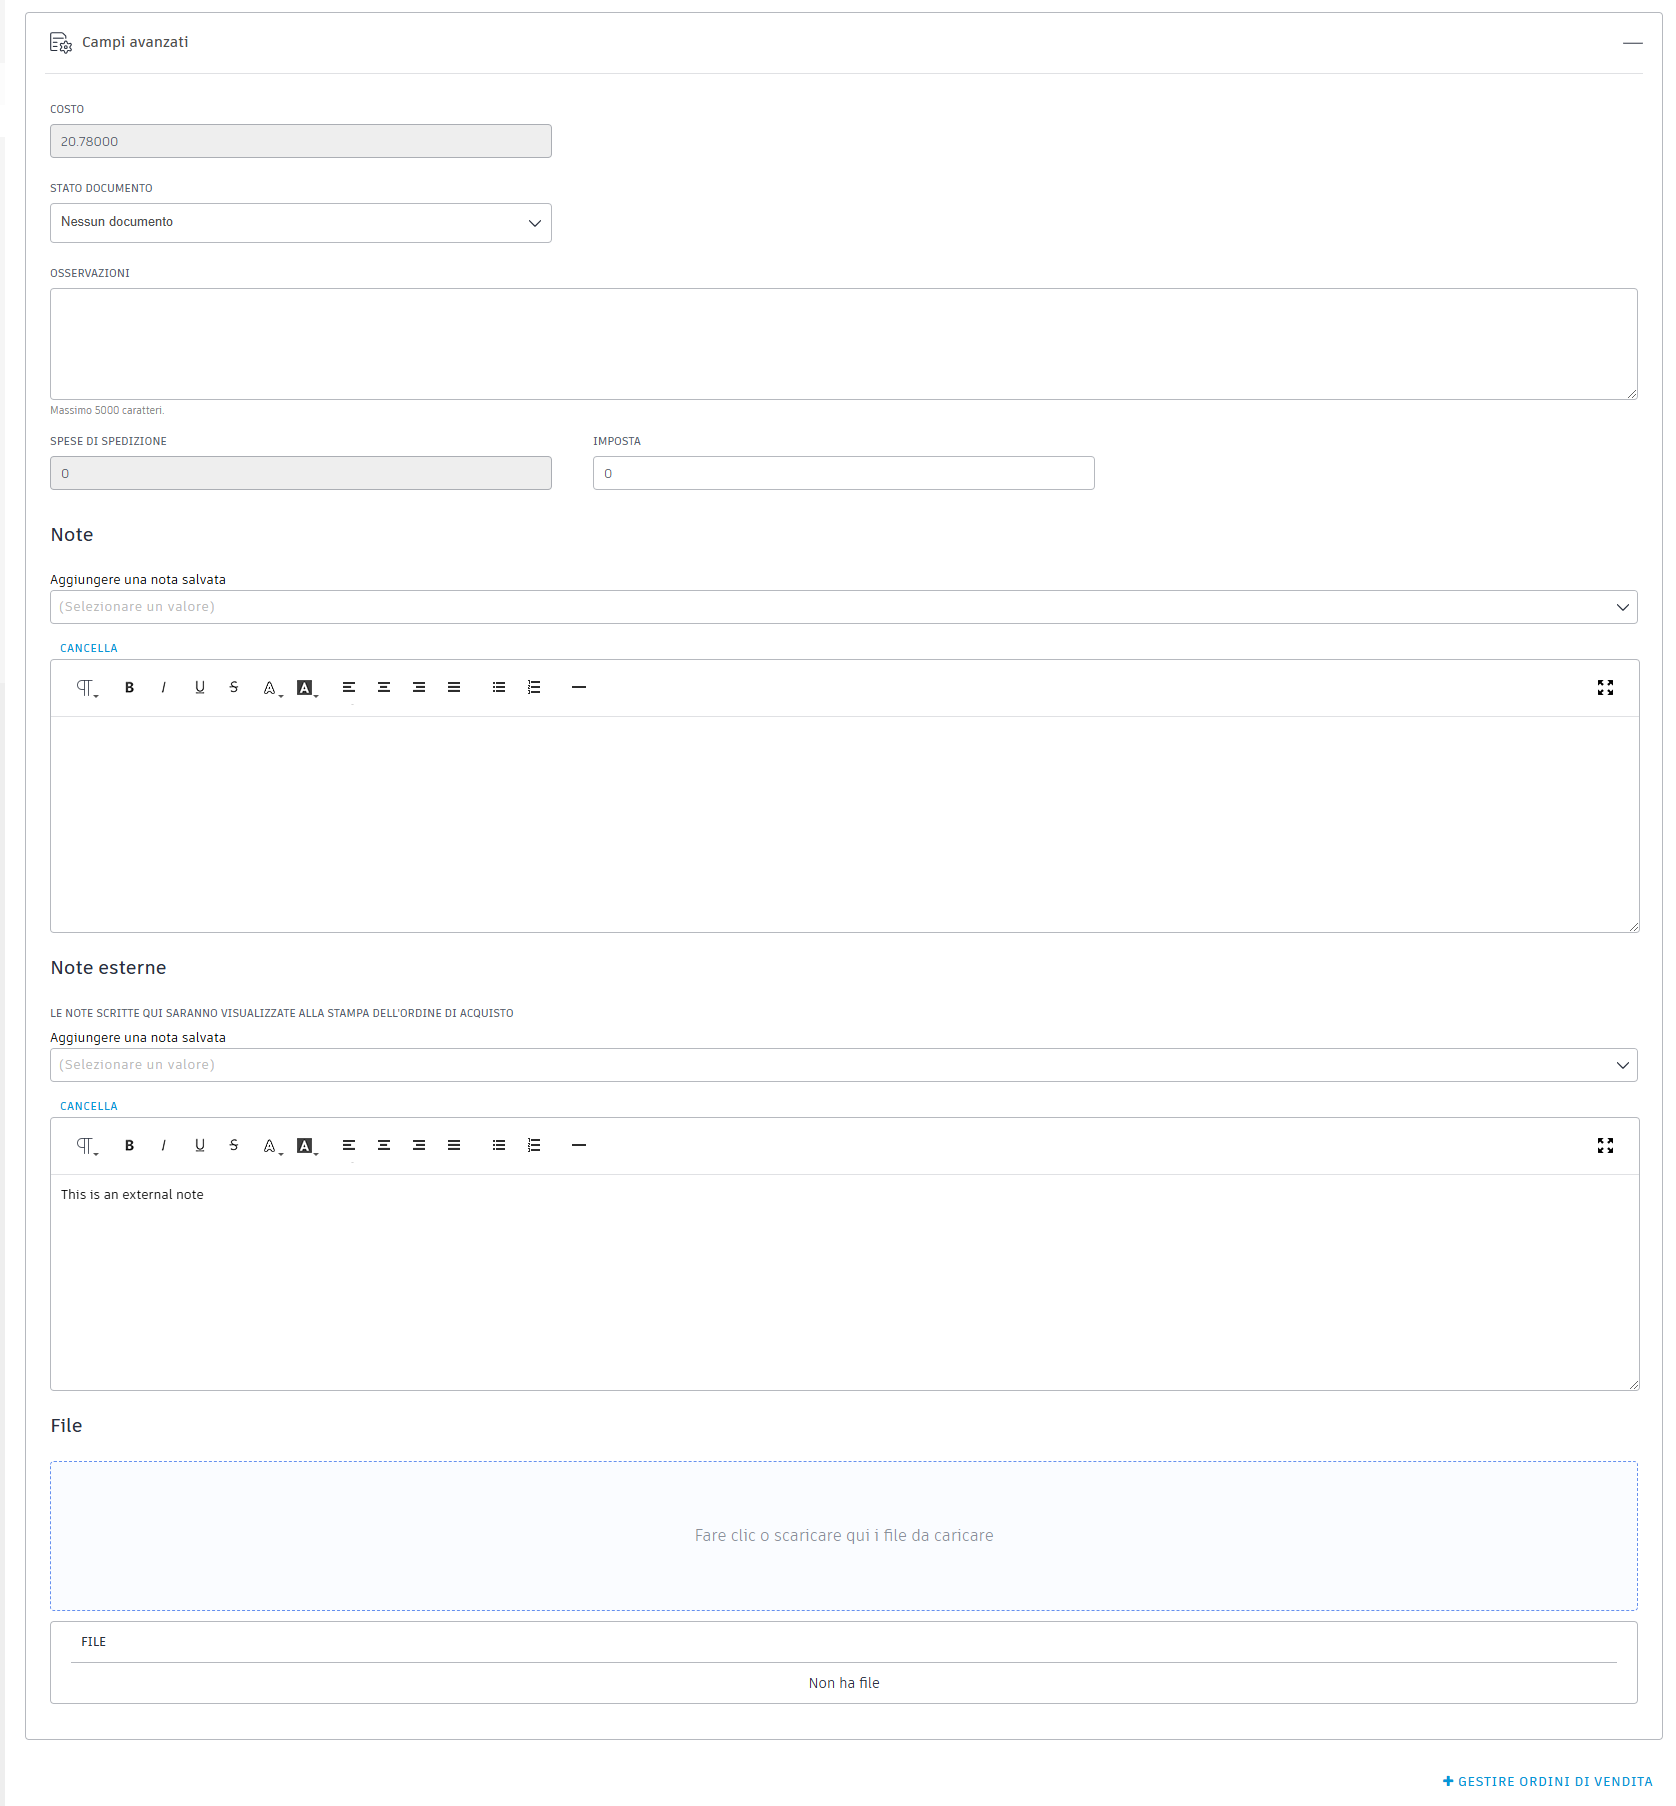 Campi avanzati
COSTO
20.78000
STATO DOCUMENTO
Nessun documento
OSSERVAZIONI
Massimo 5000 caratteri.
SPESE DI SPEDIZIONE IMPOSTA
0 0
Note
Aggiungere una nota salvata
(Selezionare un valore)
CANCELLA
B I U S A A
Note esterne
LE NOTE SCRITTE QUI SARANNO VISUALIZZATE ALLA STAMPA DELL'ORDINE DI ACQUISTO
Aggiungere una nota salvata
(Selezionare un valore)
CANCELLA
B I U S A A
This is an external note
File
Fare clic o scaricare qui i file da caricare
FILE
Non ha file
+ GESTIRE ORDINI DI VENDITA